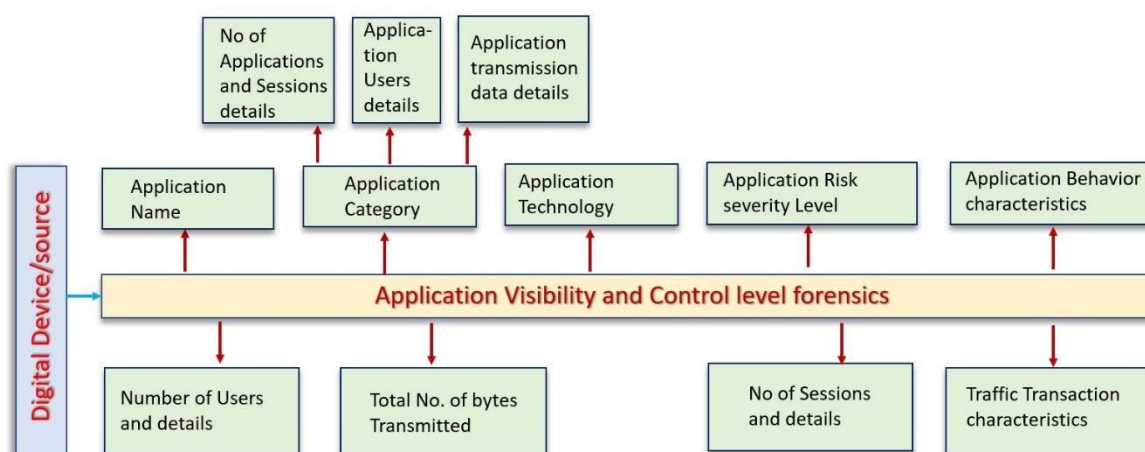 No of
Applications
and Sessions
details
Applica-
tion
Users
details
Application
transmission
data details
Digital Device/source
Application
Name
Application
Category
Application
Technology
Application Risk
severity Level
Application Behavior
characteristics
Application Visibility and Control level forensics
Number of Users
and details
Total No. of bytes
Transmitted
No of Sessions
and details
Traffic Transaction
characteristics